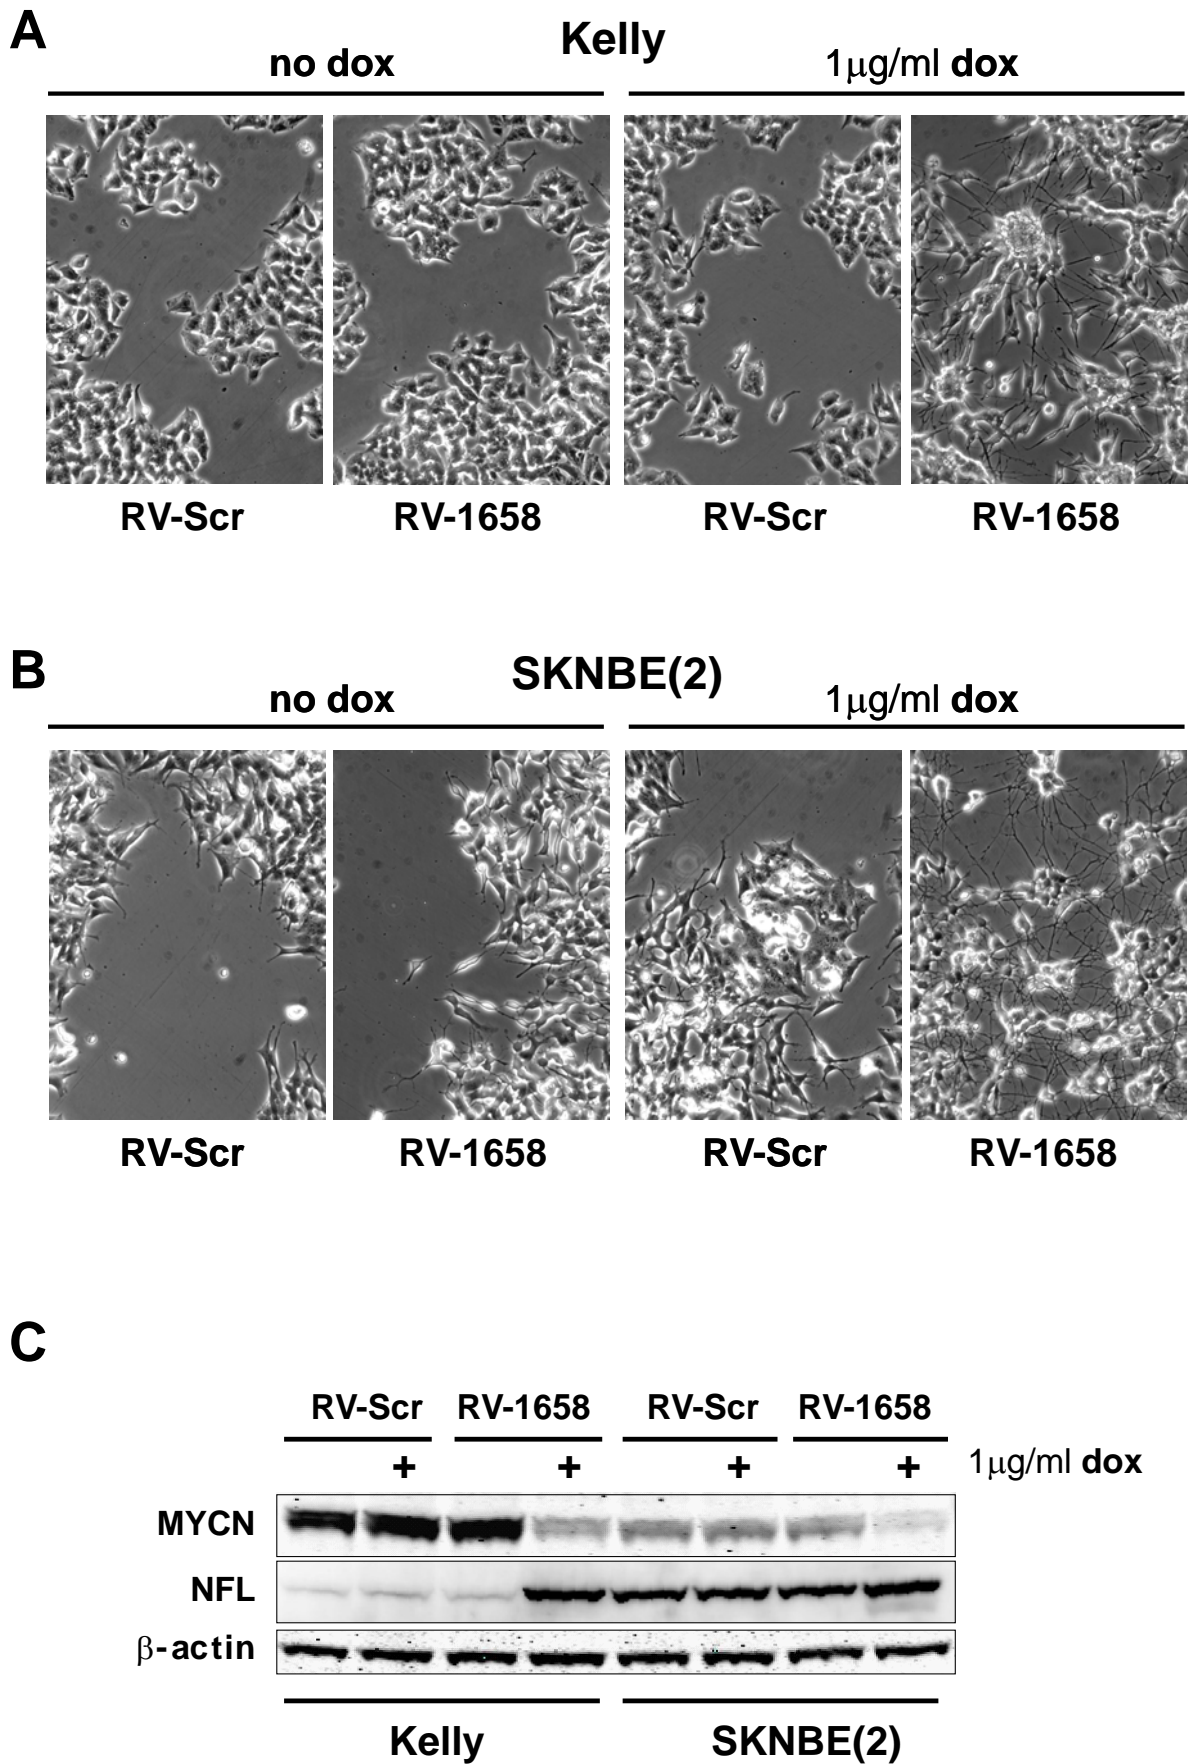 A
Kelly
no dox
1μg/ml dox
RV-Scr
RV-1658
RV-Scr
RV-1658
B
SKNBE(2)
no dox
1μg/ml dox
RV-Scr
RV-1658
RV-Scr
RV-1658
C
RV-Scr RV-1658 RV-Scr RV-1658
+ + + + 1μg/ml dox
MYCN
NFL
β-actin
Kelly SKNBE(2)